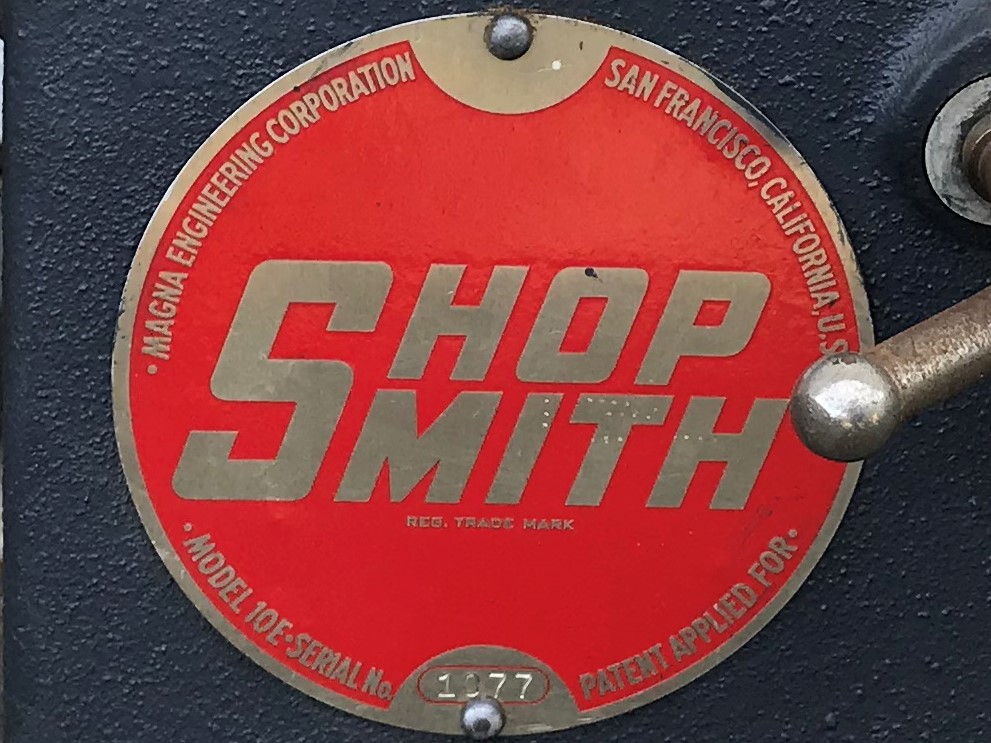 • MAGNA ENGINEERING CORPORATION
SAN FRANCISCO, CALIFORNIA, U.S
SHOP
SMITH
REG. TRADE MARK
• MODEL 10E • SERIAL No.
PATENT APPLIED FOR •